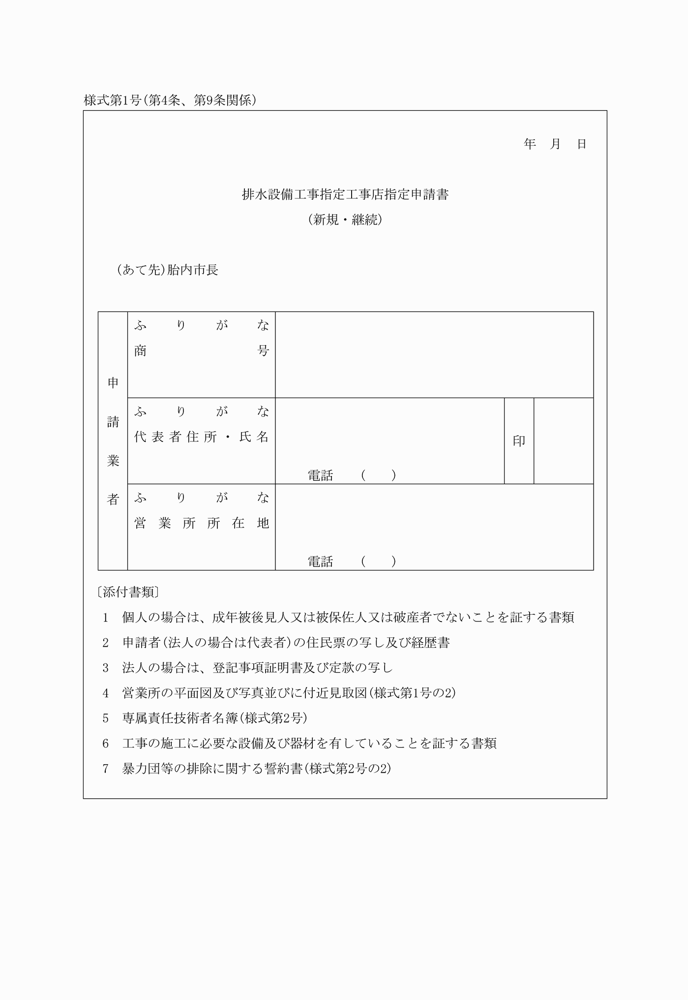 様式第1号(第4条、第9条関係)
年 月 日
排水設備工事指定工事店指定申請書
(新規・継続)
(あて先)胎内市長
申請業者
ふりがな
商号
ふりがな
代表者住所・氏名
電話 ( )
印
ふりがな
営業所所在地
電話 ( )
〔添付書類〕
1 個人の場合は、成年被後見人又は被保佐人又は破産者でないことを証する書類
2 申請者(法人の場合は代表者)の住民票の写し及び経歴書
3 法人の場合は、登記事項証明書及び定款の写し
4 営業所の平面図及び写真並びに付近見取図(様式第1号の2)
5 専属責任技術者名簿(様式第2号)
6 工事の施工に必要な設備及び器材を有していることを証する書類
7 暴力団等の排除に関する誓約書(様式第2号の2)